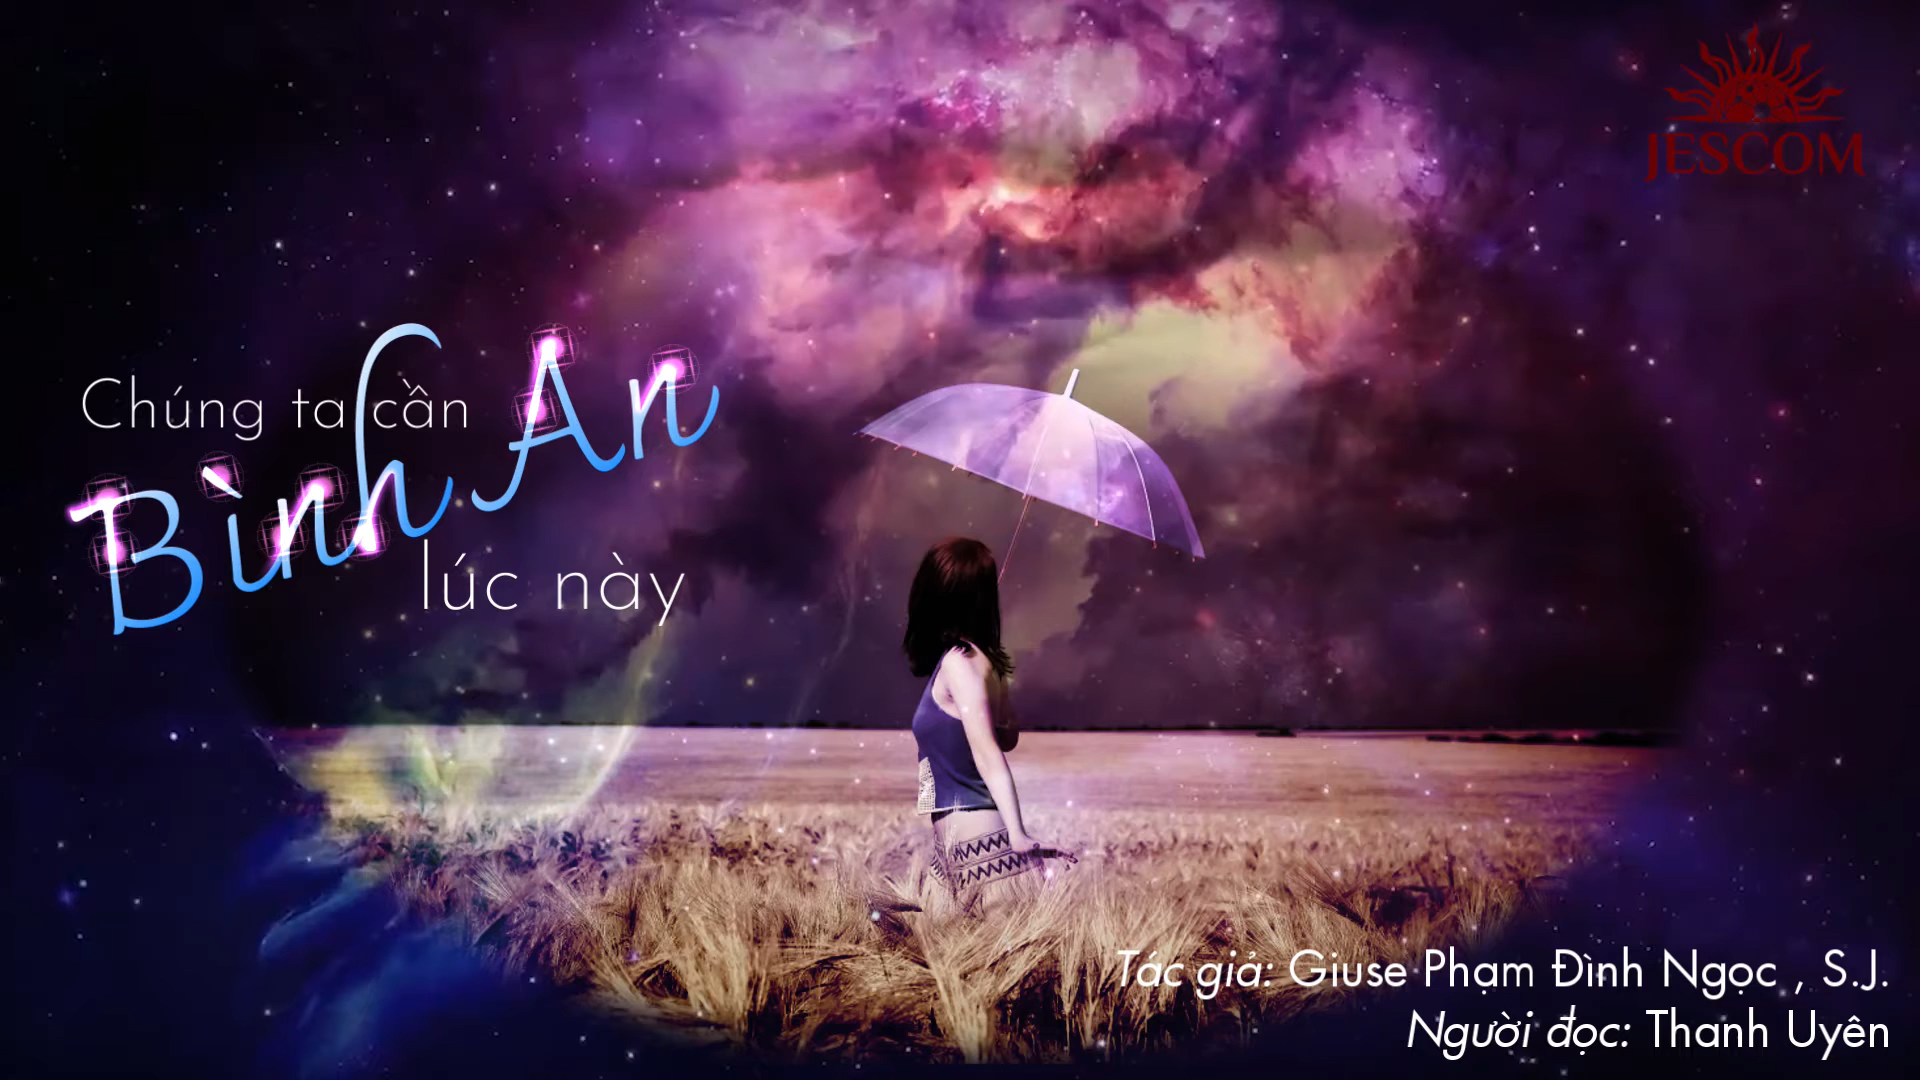 JESCOM
Chúng ta cần
Bình An
lúc này
Tác giả: Giuse Phạm Đình Ngọc , S.J.
Người đọc: Thanh Uyên